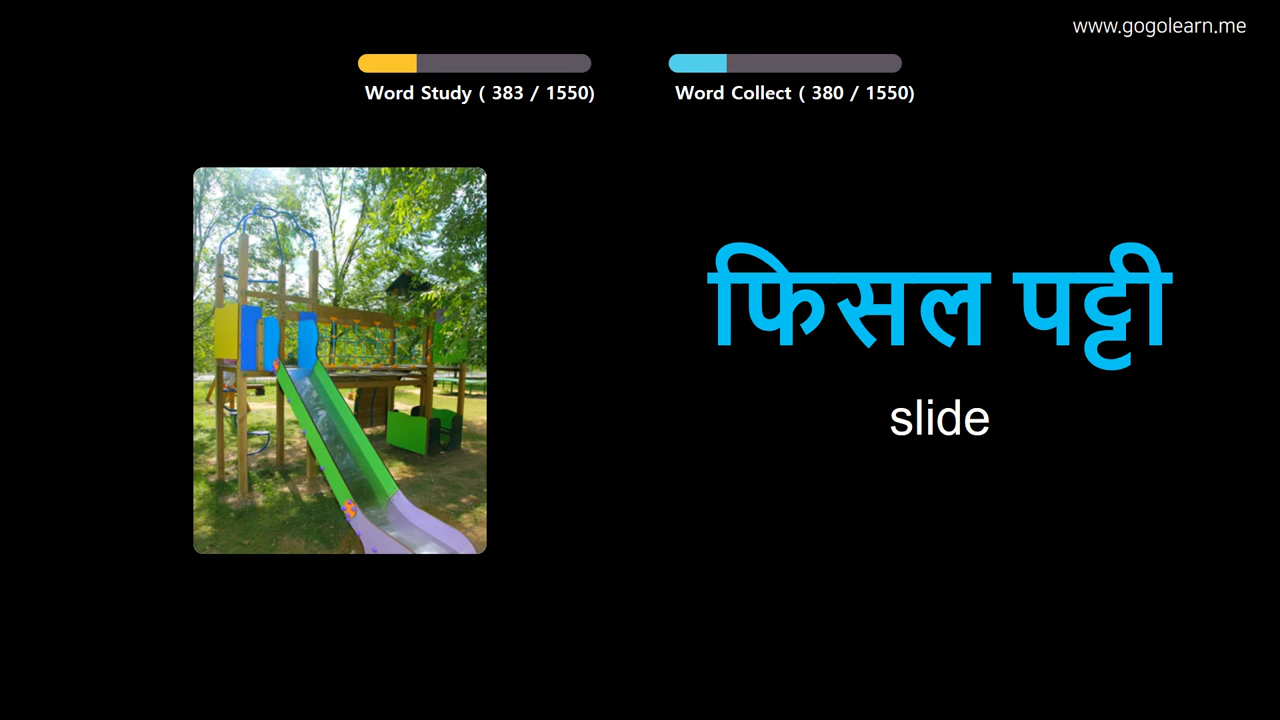 www.gogolearn.me
Word Study ( 383 / 1550)
Word Collect ( 380 / 1550)
फिसल पट्टी
slide